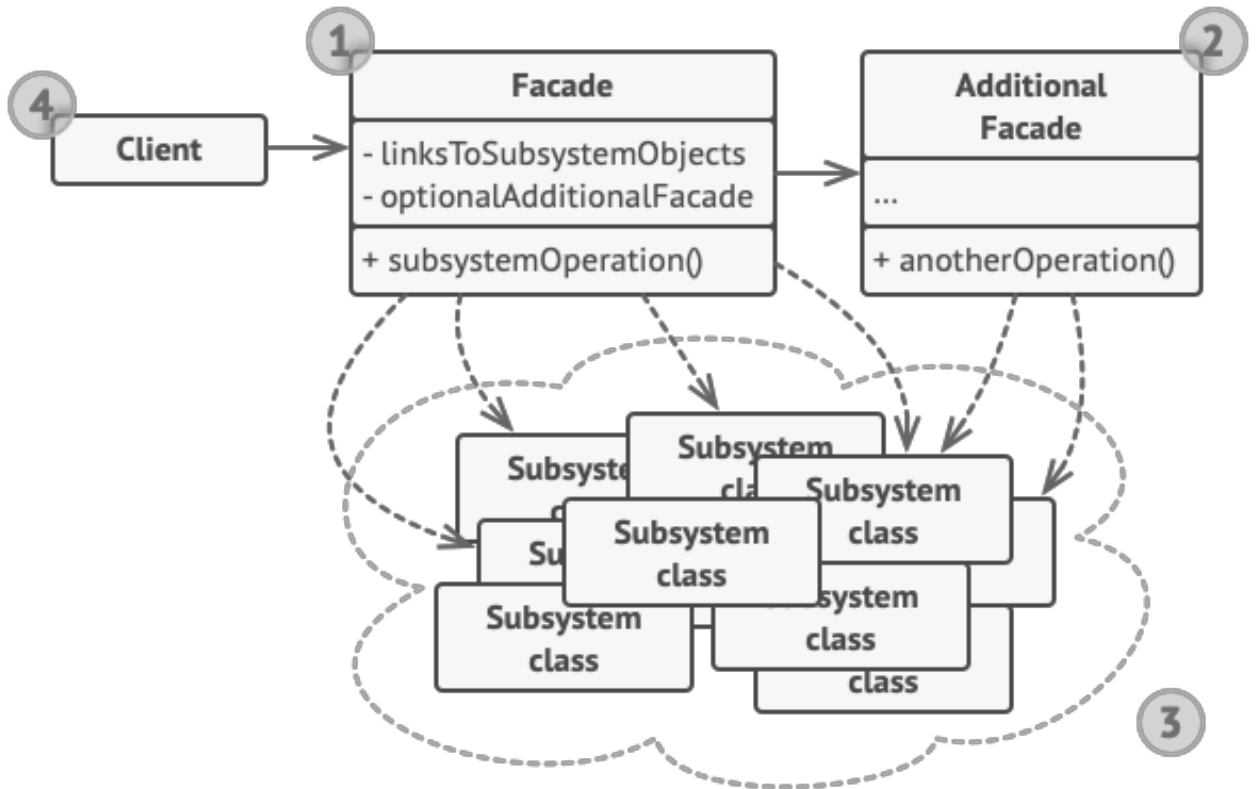 1
2
4
Facade
Additional
Facade
Client
- linksToSubsystemObjects
- optionalAdditionalFacade
...
+ subsystemOperation()
+ anotherOperation()
Subsystem
Subsystem
class
Subsystem
class
Subsystem
class
class
class
3